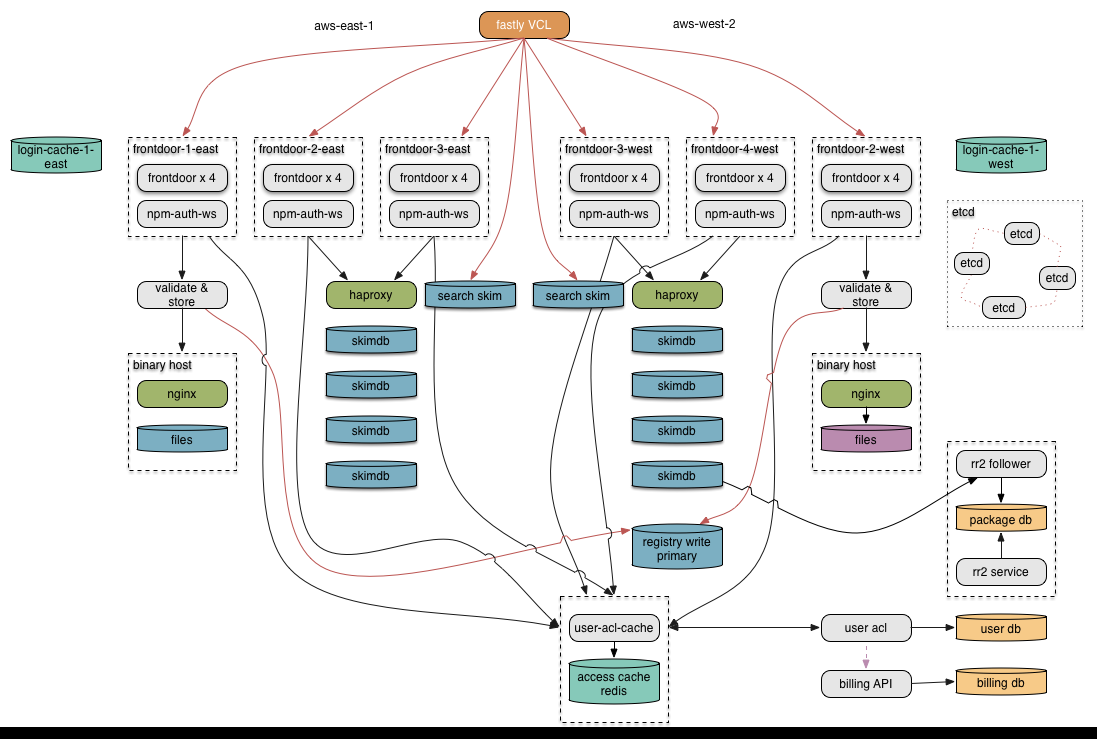 aws-east-1
fastly VCL
aws-west-2
login-cache-1-
east
frontdoor-1-east
frontdoor x 4
npm-auth-ws
frontdoor-2-east
frontdoor x 4
npm-auth-ws
frontdoor-3-east
frontdoor x 4
npm-auth-ws
frontdoor-3-west
frontdoor x 4
npm-auth-ws
frontdoor-4-west
frontdoor x 4
npm-auth-ws
frontdoor-2-west
frontdoor x 4
npm-auth-ws
login-cache-1-
west
etcd
etcd
etcd
etcd
etcd
validate &
store
haproxy
search skim
search skim
haproxy
validate &
store
skimdb
skimdb
skimdb
skimdb
skimdb
skimdb
skimdb
skimdb
binary host
nginx
files
binary host
nginx
files
rr2 follower
package db
rr2 service
registry write
primary
user-acl-cache
access cache
redis
user acl
user db
billing API
billing db